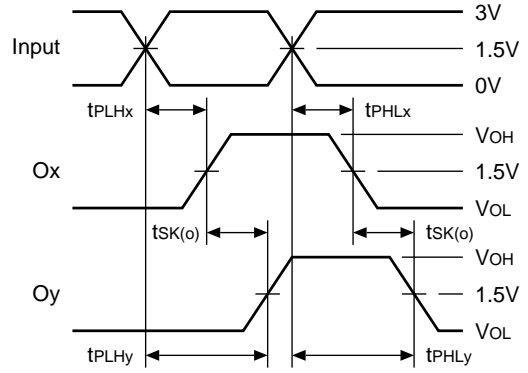 3V
Input
1.5V
0V
tPLHx
tPHLx
VOH
Ox
1.5V
VOL
tSK(o)
tSK(o)
VOH
Oy
1.5V
VOL
tPLHy
tPHLy